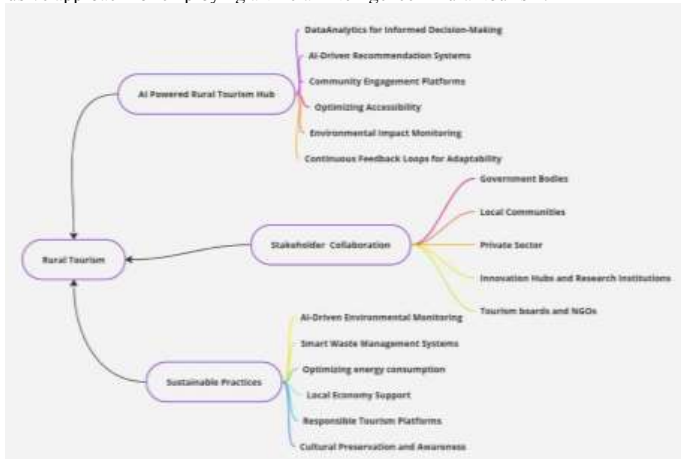 DataAnalytics for Informed Decision-Making
AI-Driven Recommendation Systems
Community Engagement Platforms
AI Powered Rural Tourism Hub
Optimizing Accessibility
Environmental Impact Monitoring
Continuous Feedback Loops for Adaptability
Government Bodies
Local Communities
Stakeholder Collaboration
Private Sector
Rural Tourism
Innovation Hubs and Research Institutions
Tourism boards and NGOs
AI-Driven Environmental Monitoring
Smart Waste Management Systems
Optimizing energy consumption
Sustainable Practices
Local Economy Support
Responsible Tourism Platforms
Cultural Preservation and Awareness